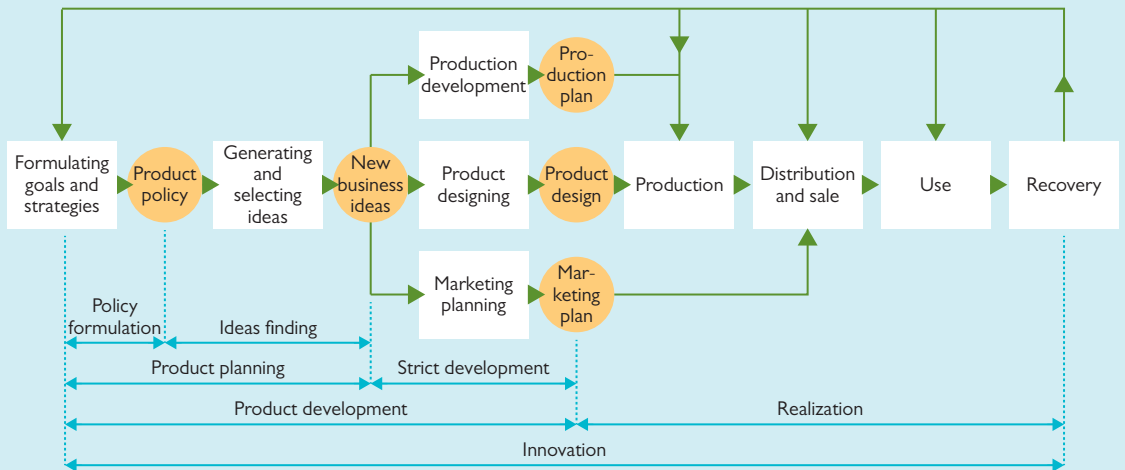 Production
development
Pro-
duction
plan
Formulating
goals and
strategies
Product
policy
Generating
and
selecting
ideas
New
business
ideas
Product
designing
Product
design
Production
Distribution
and sale
Use
Recovery
Marketing
planning
Mar-
keting
plan
Policy
formulation
Ideas finding
Product planning
Strict development
Product development
Realization
Innovation